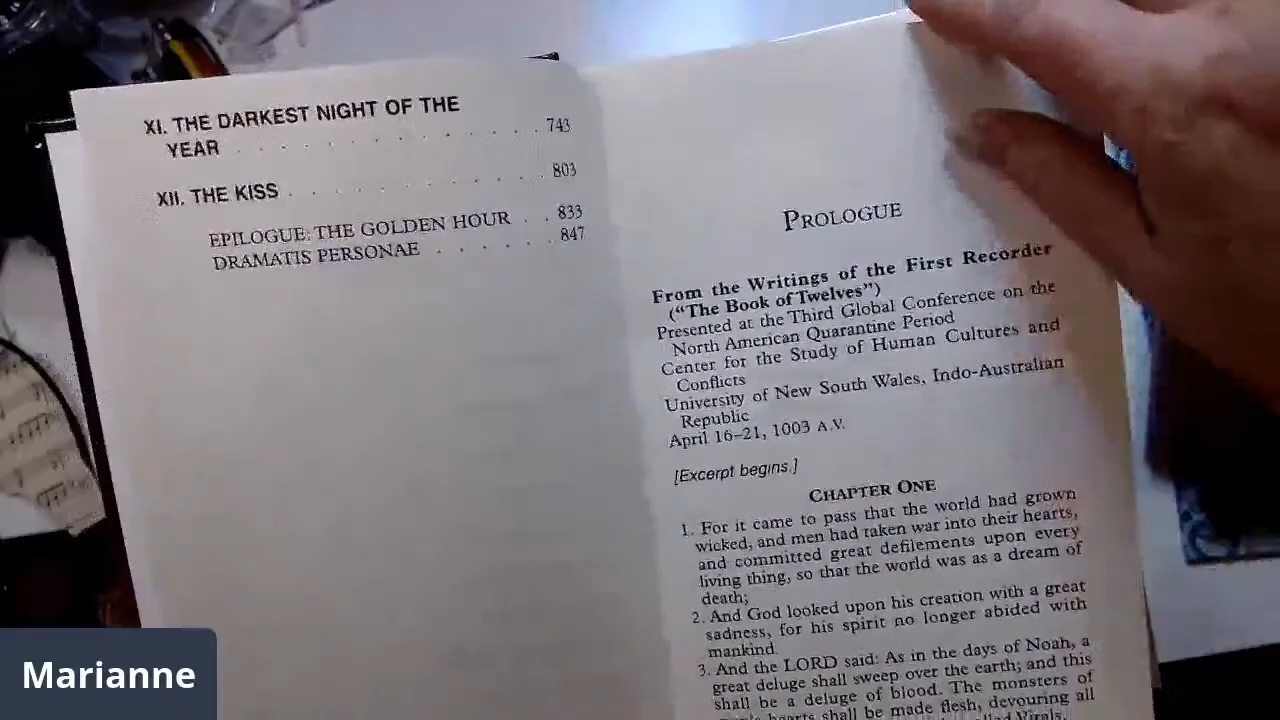 XI. THE DARKEST NIGHT OF THE
YEAR . . . . . . . . . . . 743
XII. THE KISS . . . . . . . . . . 803
EPILOGUE: THE GOLDEN HOUR . . 833
DRAMATIS PERSONAE . . . . . . 847
PROLOGUE
From the Writings of the First Recorder
(“The Book of Twelves”)
Presented at the Third Global Conference on the
North American Quarantine Period
Center for the Study of Human Cultures and
Conflicts
University of New South Wales, Indo-Australian
Republic
April 16–21, 1003 A.V.
[Excerpt begins.]
CHAPTER ONE
1. For it came to pass that the world had grown
wicked, and men had taken war into their hearts,
and committed great defilements upon every
living thing, so that the world was as a dream of
death;
2. And God looked upon his creation with a great
sadness, for his spirit no longer abided with
mankind.
3. And the LORD said: As in the days of Noah, a
great deluge shall sweep over the earth; and this
shall be a deluge of blood. The monsters of
hearts shall be made flesh, devouring all
Virals.
Marianne